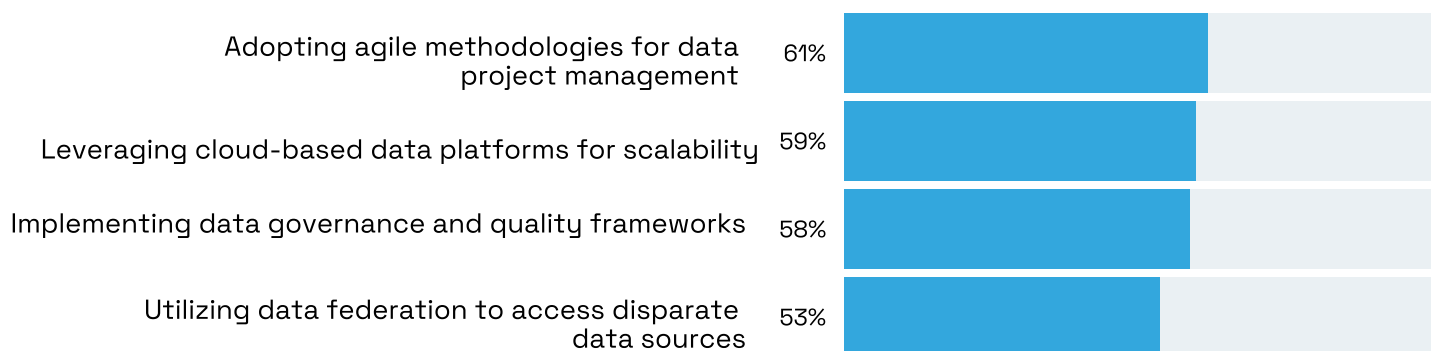 Adopting agile methodologies for data
project management
61%
Leveraging cloud-based data platforms for scalability
59%
Implementing data governance and quality frameworks
58%
Utilizing data federation to access disparate
data sources
53%